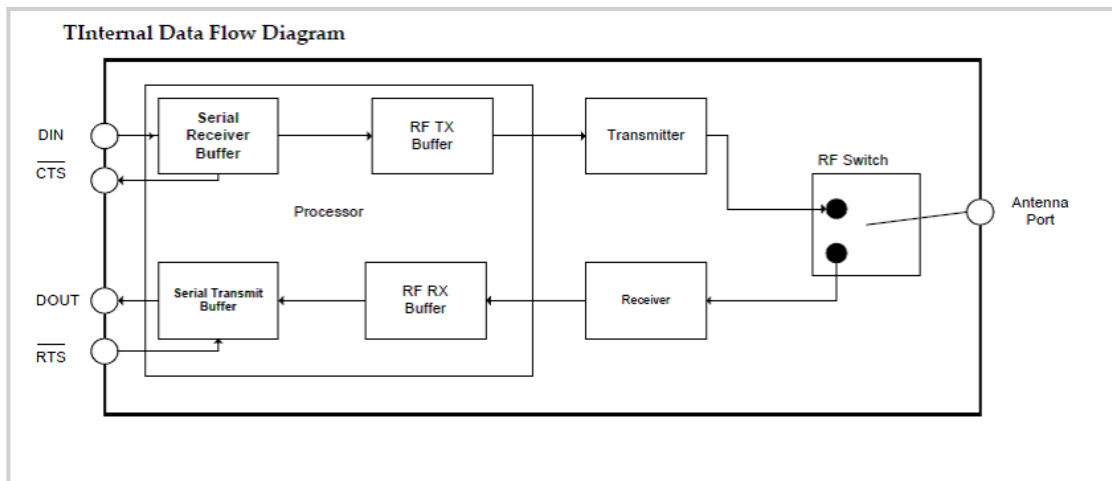 TInternal Data Flow Diagram
DIN
CTS
Serial
Receiver
Buffer
RF TX
Buffer
Transmitter
RF Switch
Antenna
Port
Processor
DOUT
RTS
Serial Transmit
Buffer
RF RX
Buffer
Receiver